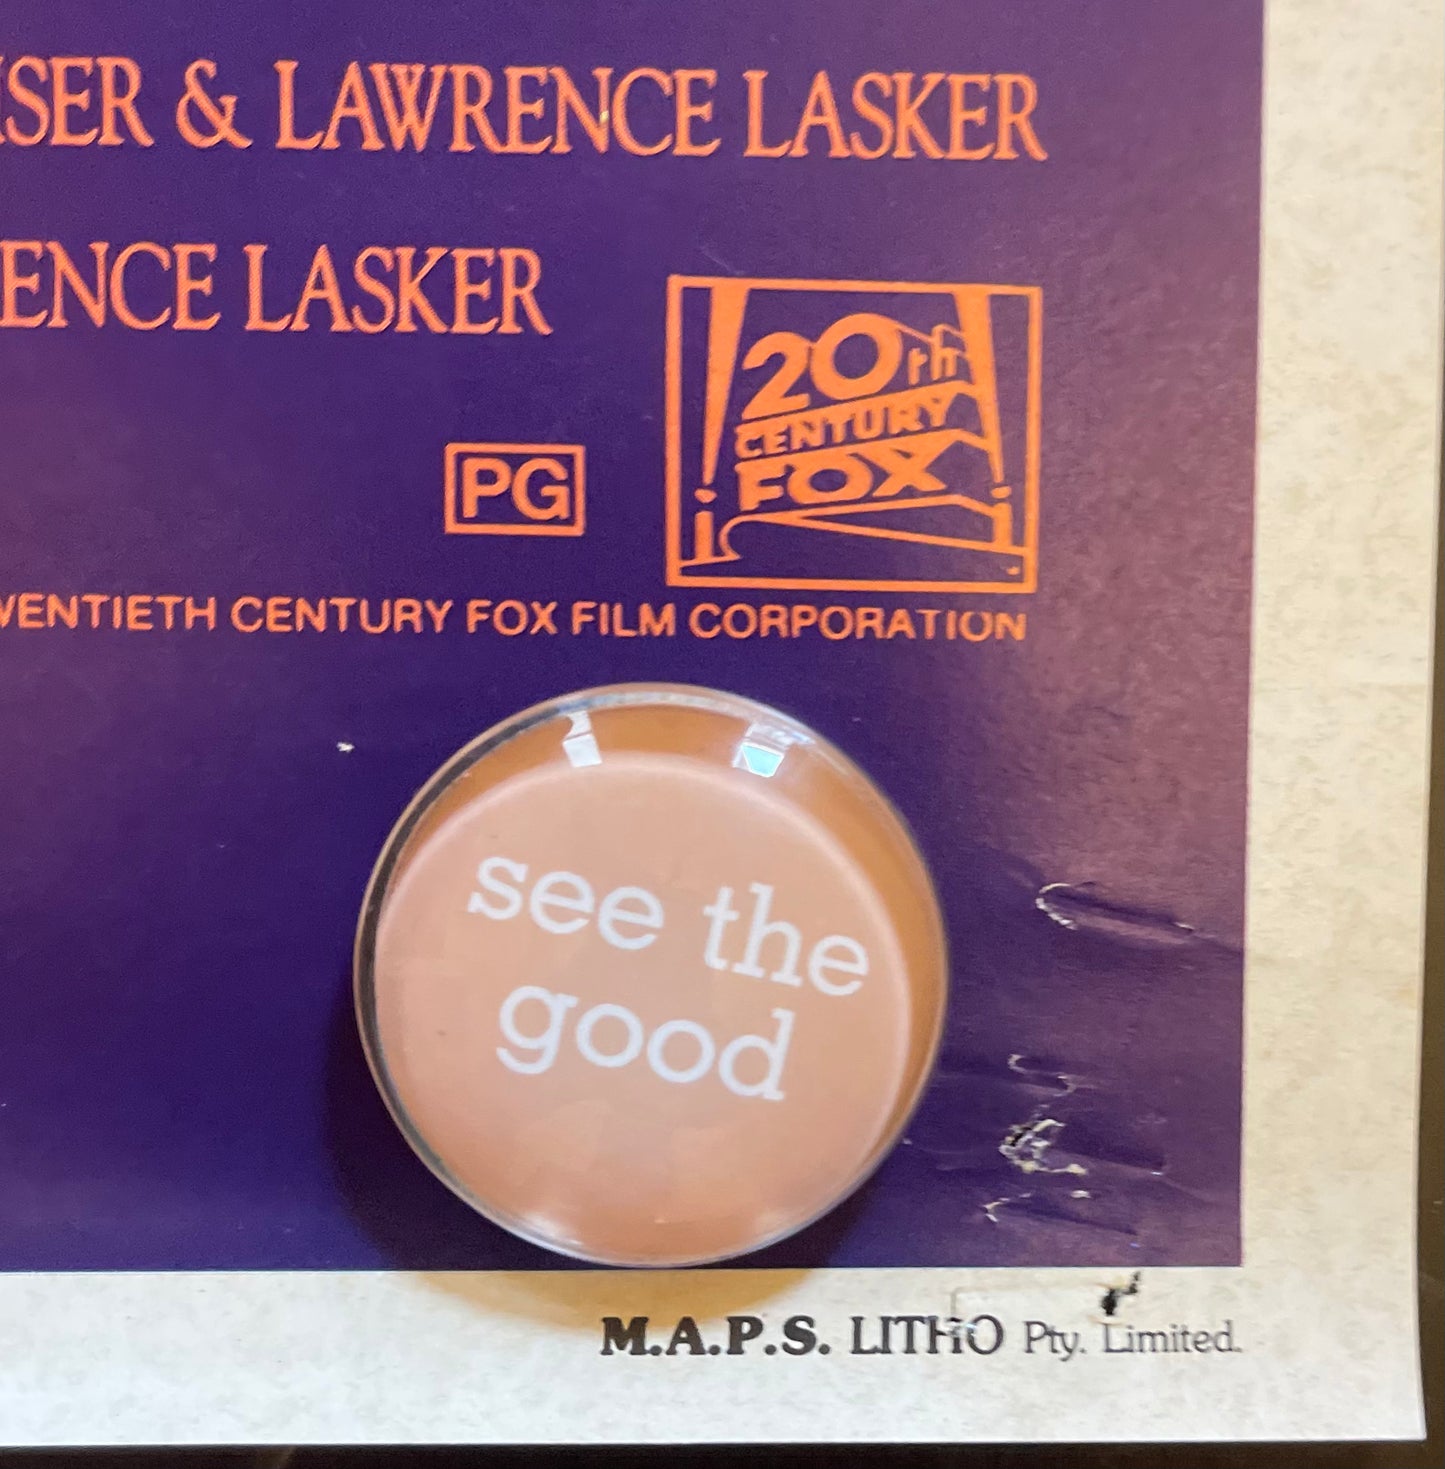 SER & LAWRENCE LASKER
ENCE LASKER
20th
CENTURY
FOX
PG
WENTIETH CENTURY FOX FILM CORPORATION
see the
good
M.A.P.S. LITHO Pty. Limited.